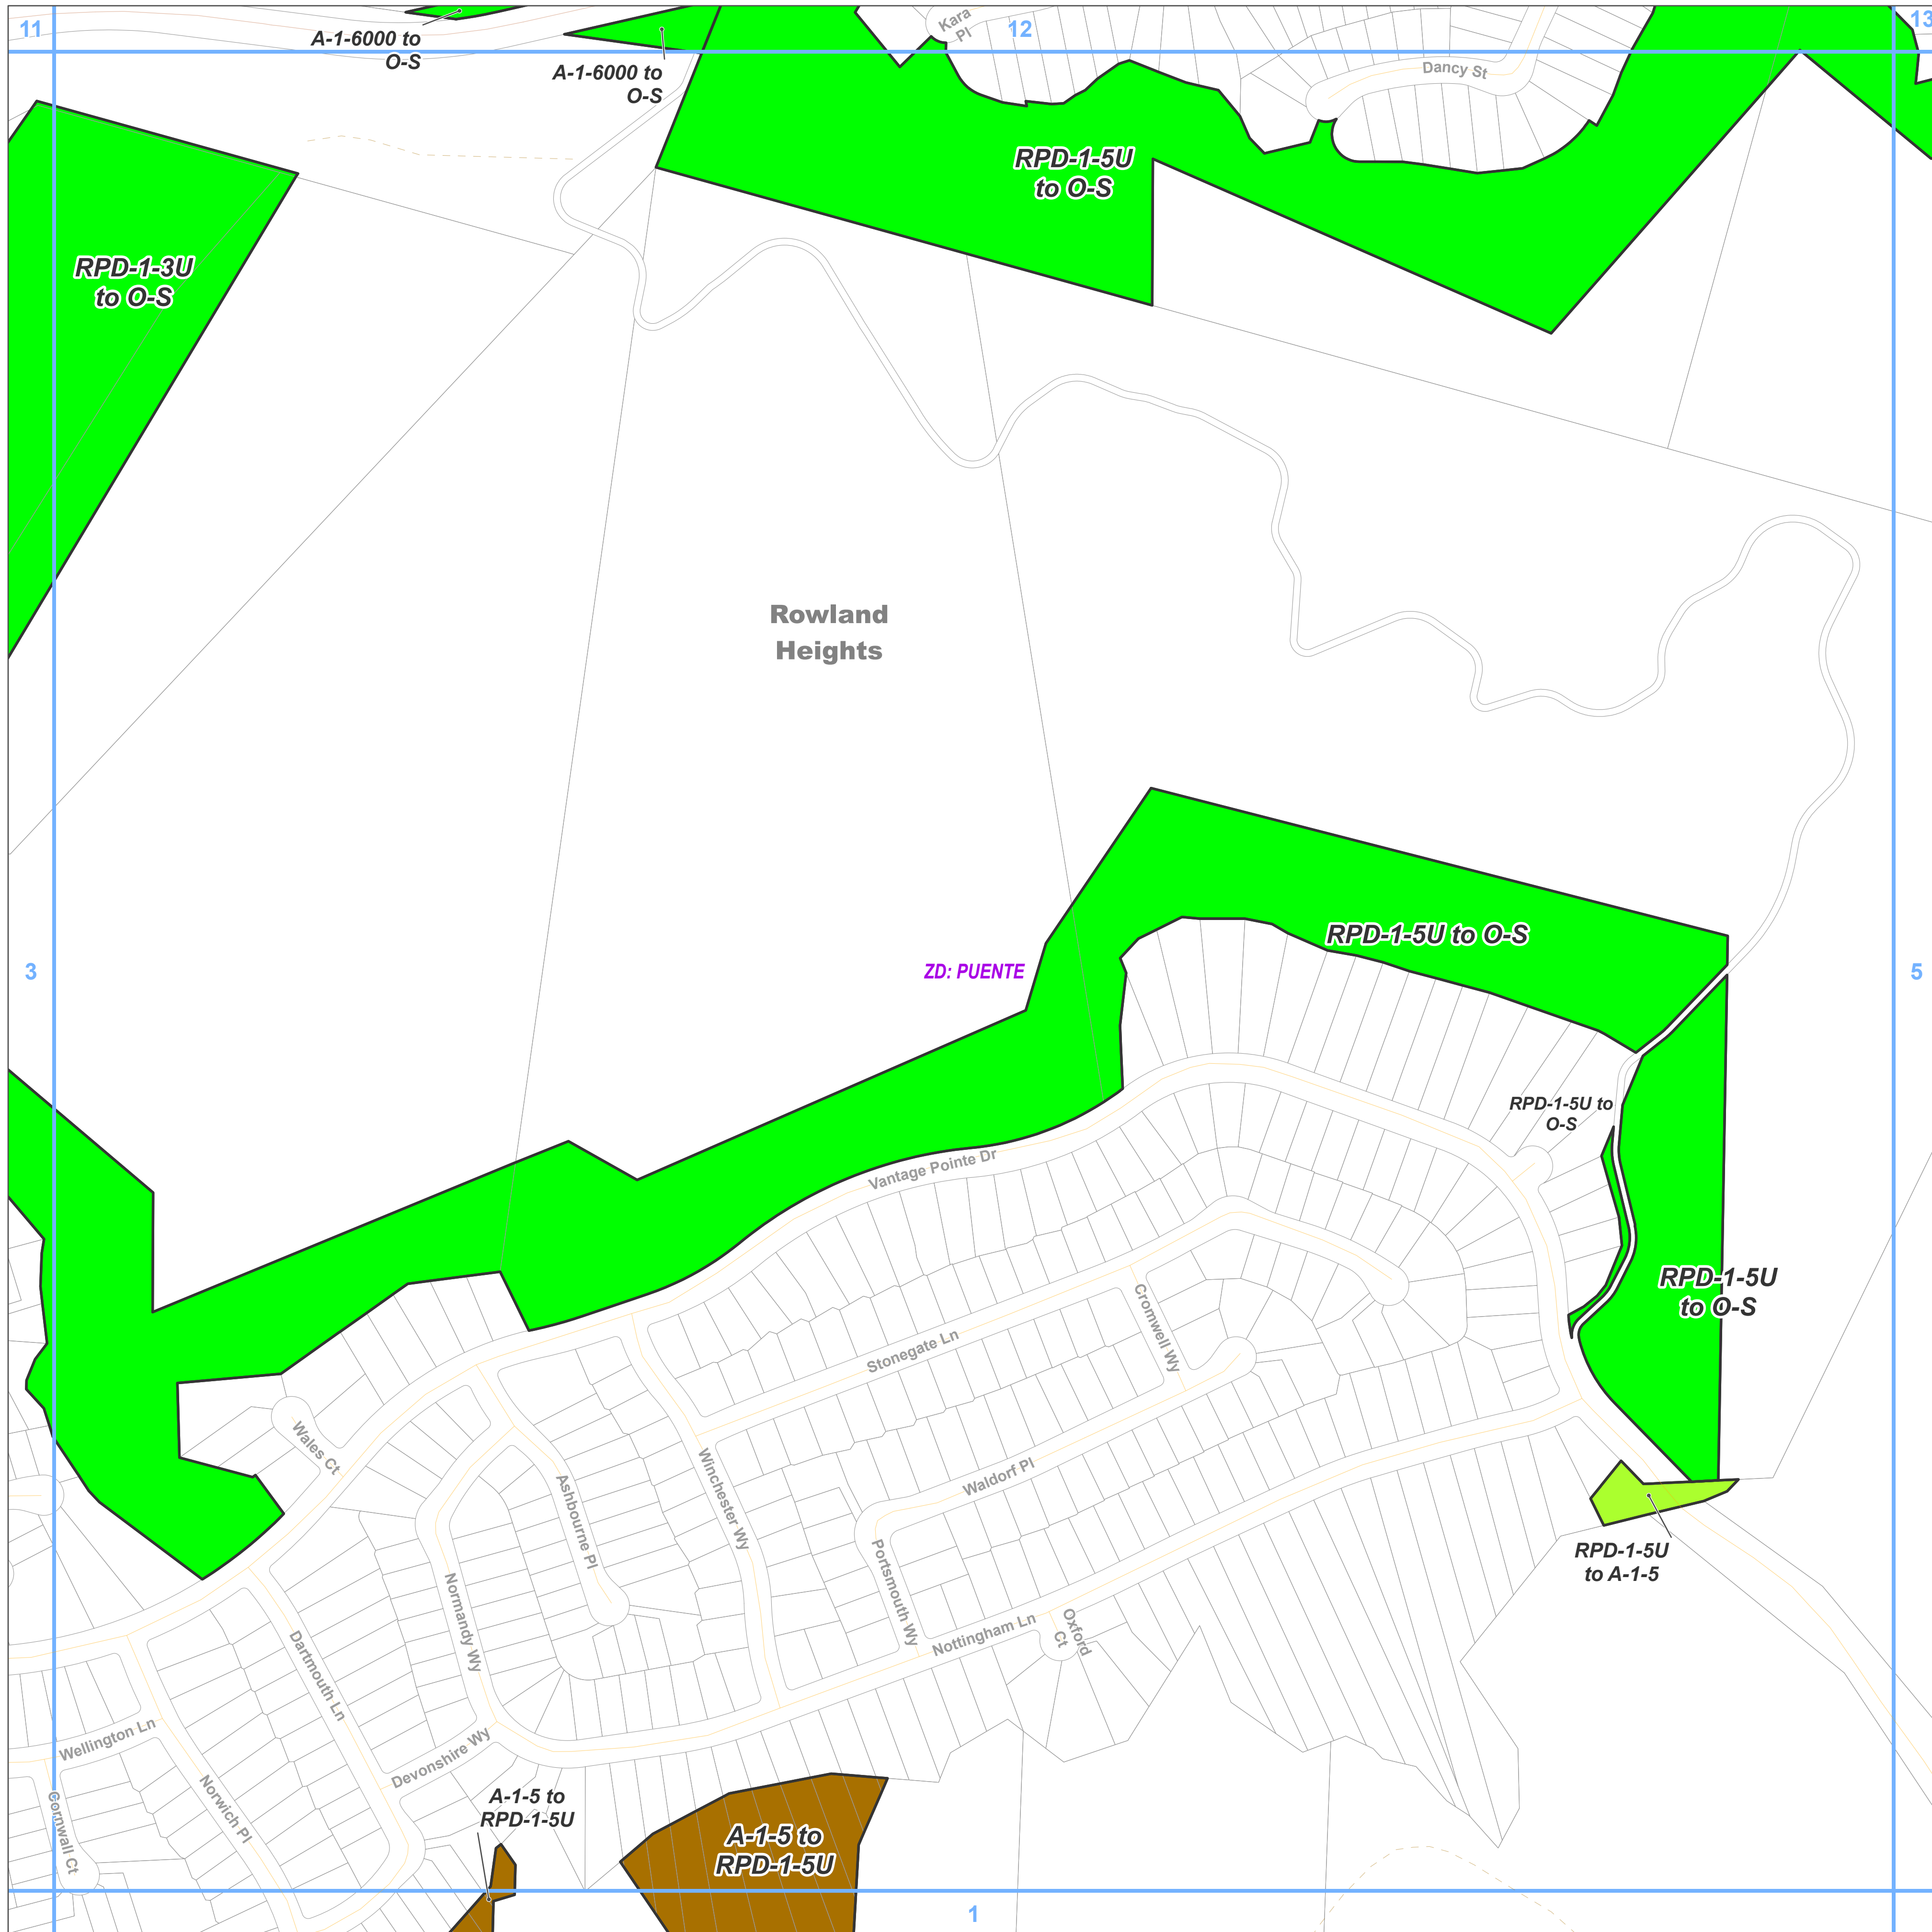 11
12
13
Kara
Pl
A-1-6000 to
O-S
A-1-6000 to
O-S
Dancy St
RPD-1-5U
to O-S
RPD-1-3U
to O-S
Rowland
Heights
RPD-1-5U to O-S
3
ZD: PUENTE
5
RPD-1-5U to
O-S
Vantage Pointe Dr
RPD-1-5U
to O-S
Cromwell Wy
Stonegate Ln
Wales Ct
Winchester Wy
Ashbourne Pl
Waldorf Pl
Portsmouth Wy
RPD-1-5U
to A-1-5
Normandy Wy
Nottingham Ln
Oxford
Ct
Dartmouth Ln
Wellington Ln
Devonshire Wy
Norwich Pl
Cornwall Ct
A-1-5 to
RPD-1-5U
A-1-5 to
RPD-1-5U
1